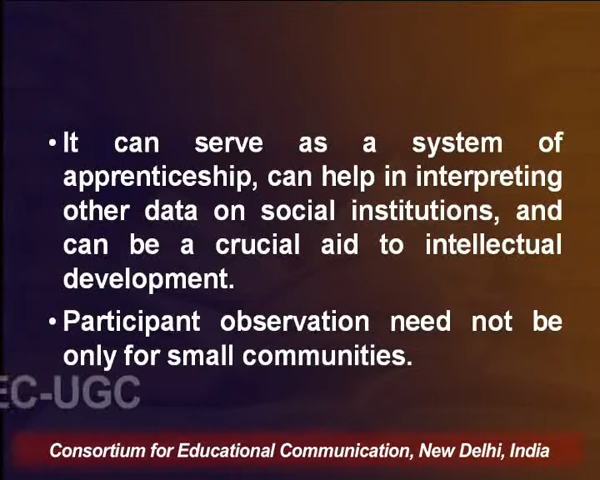 • It can serve as a system of
apprenticeship, can help in interpreting
other data on social institutions, and
can be a crucial aid to intellectual
development.
• Participant observation need not be
only for small communities.
EC-UGC
Consortium for Educational Communication, New Delhi, India